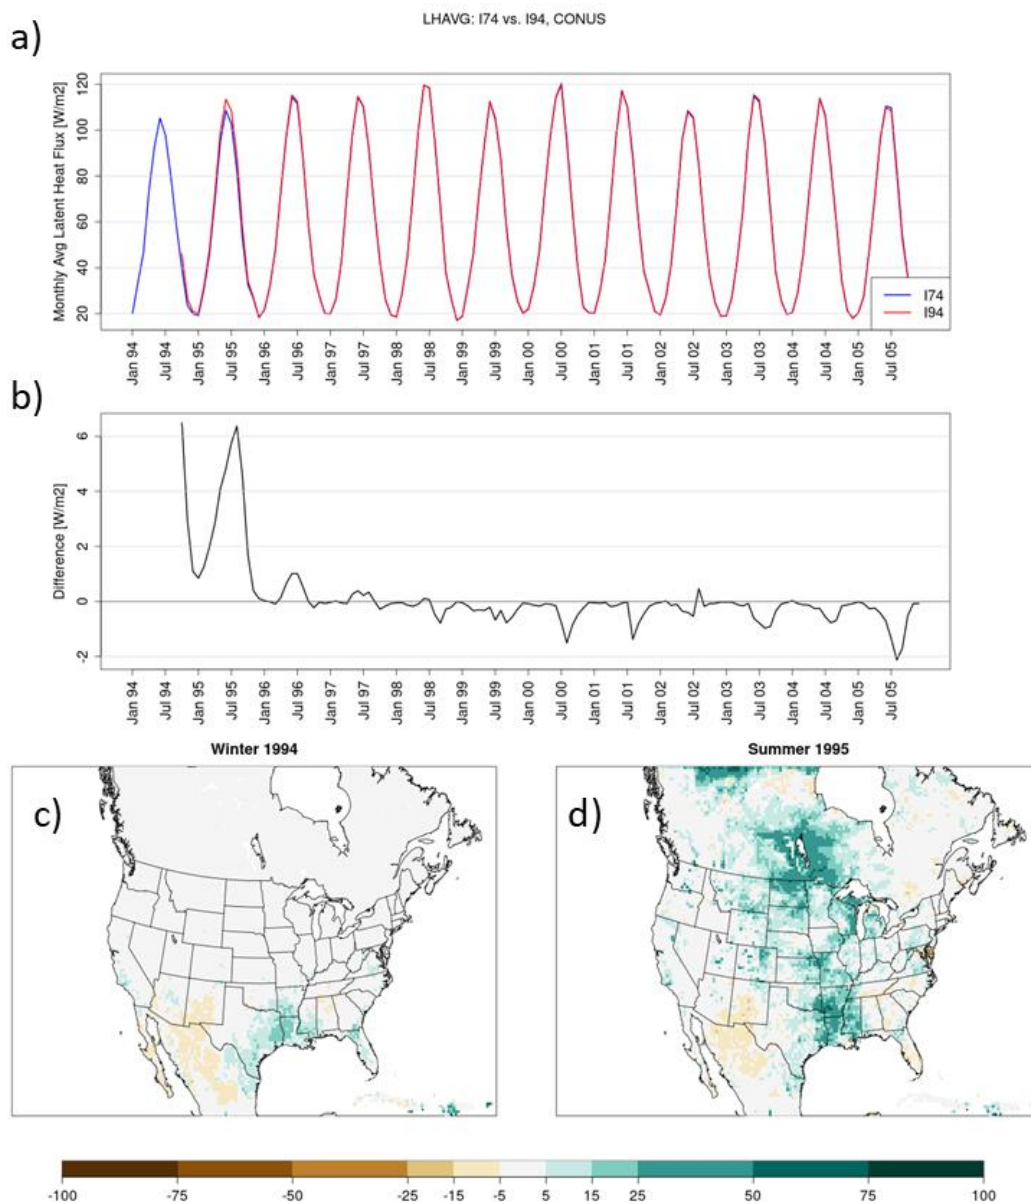 LHAVG: I74 vs. I94, CONUS
a)
Monthly Avg Latent Heat Flux [W/m2]
120
100
80
60
40
20
I74
I94
Jan 94
Jul 94
Jan 95
Jul 95
Jan 96
Jul 96
Jan 97
Jul 97
Jan 98
Jul 98
Jan 99
Jul 99
Jan 00
Jul 00
Jan 01
Jul 01
Jan 02
Jul 02
Jan 03
Jul 03
Jan 04
Jul 04
Jan 05
Jul 05
b)
Difference [W/m2]
6
4
2
0
-2
Jan 94
Jul 94
Jan 95
Jul 95
Jan 96
Jul 96
Jan 97
Jul 97
Jan 98
Jul 98
Jan 99
Jul 99
Jan 00
Jul 00
Jan 01
Jul 01
Jan 02
Jul 02
Jan 03
Jul 03
Jan 04
Jul 04
Jan 05
Jul 05
Winter 1994
Summer 1995
c)
d)
-100 -75 -50 -25 -15 -5 5 15 25 50 75 100